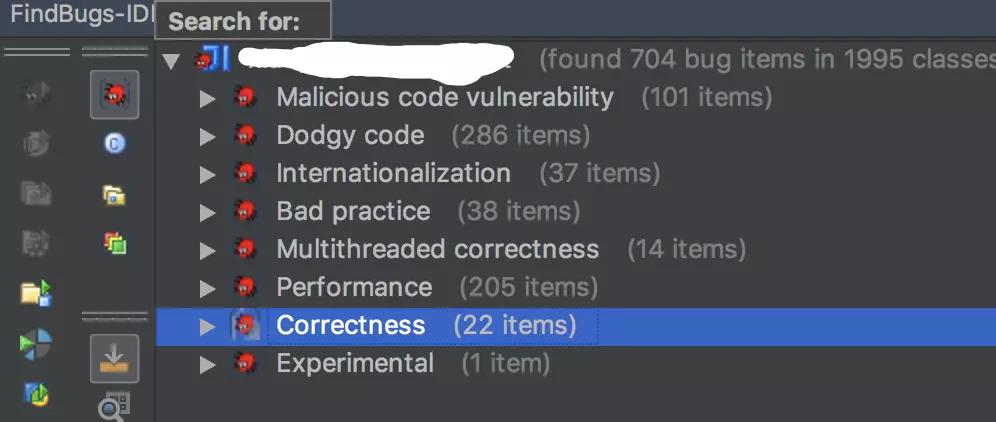 FindBugs-IDE
Search for:
(found 704 bug items in 1995 classes
Malicious code vulnerability (101 items)
Dodgy code (286 items)
Internationalization (37 items)
Bad practice (38 items)
Multithreaded correctness (14 items)
Performance (205 items)
Correctness (22 items)
Experimental (1 item)